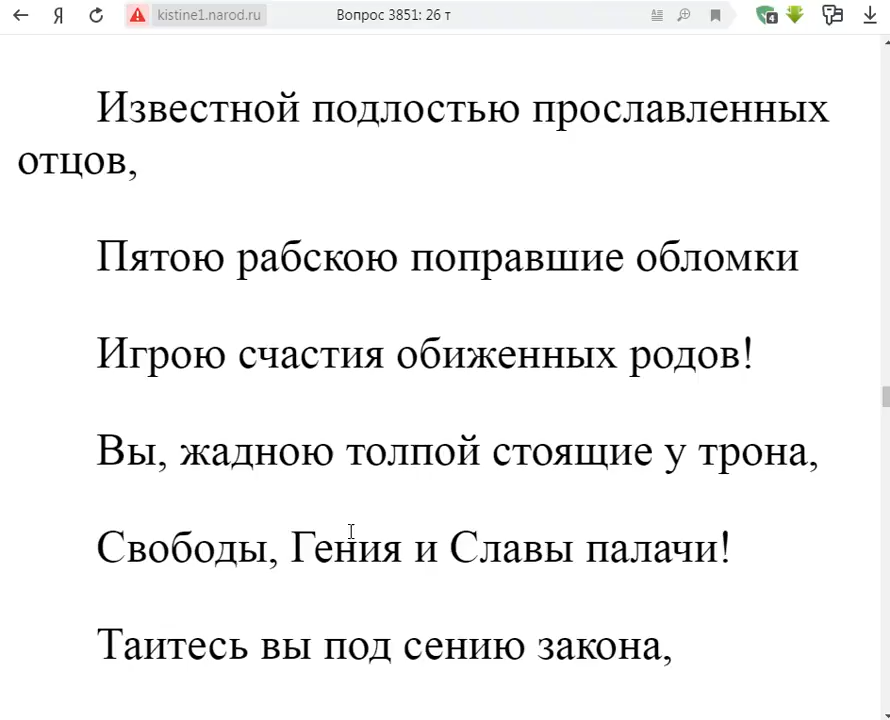 kistine1.narod.ru
Вопрос 3851: 26 т
4
Известной подлостью прославленных
отцов,
Пятою рабскою поправшие обломки
Игрою счастия обиженных родов!
Вы, жадною толпой стоящие у трона,
Свободы, Гения и Славы палачи!
Таитесь вы под сению закона,